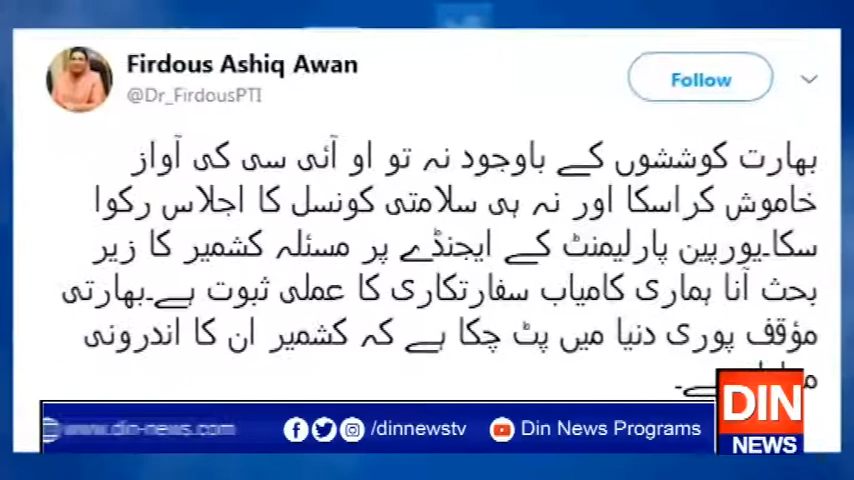 Firdous Ashiq Awan
@Dr_FirdousPTI
Follow
بھارت کوششوں کے باوجود نہ تو او آئی سی کی آواز
خاموش کراسکا اور نہ ہی سلامتی کونسل کا اجلاس رکوا
سکا۔یورپین پارلیمنٹ کے ایجنڈے پر مسئلہ کشمیر کا زیر
بحث آنا ہماری کامیاب سفارتکاری کا عملی ثبوت ہے۔بھارتی
مؤقف پوری دنیا میں پٹ چکا ہے کہ کشمیر ان کا اندرونی
ہے۔
www.din-news.com
/dinnewstv
Din News Programs
DIN
NEWS